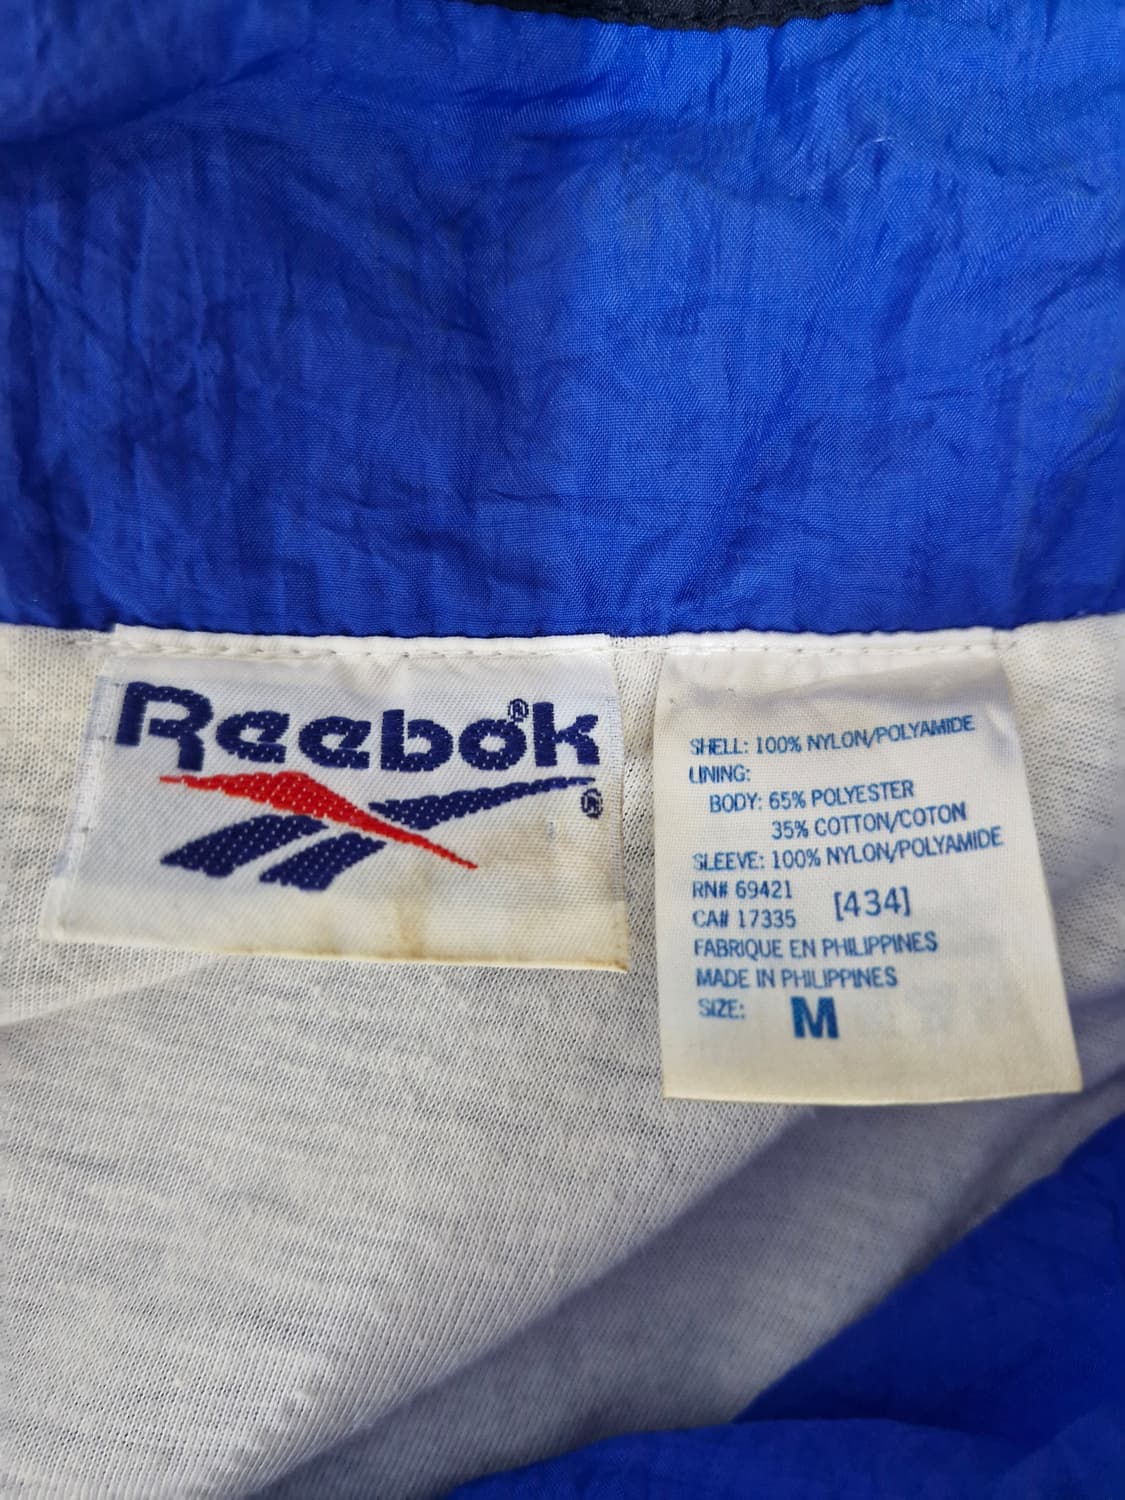 Reebok®
®
SHELL: 100% NYLON/POLYAMIDE
LINING:
BODY: 65% POLYESTER
35% COTTON/COTON
SLEEVE: 100% NYLON/POLYAMIDE
RN# 69421
CA# 17335 [434]
FABRIQUE EN PHILIPPINES
MADE IN PHILIPPINES
SIZE: M